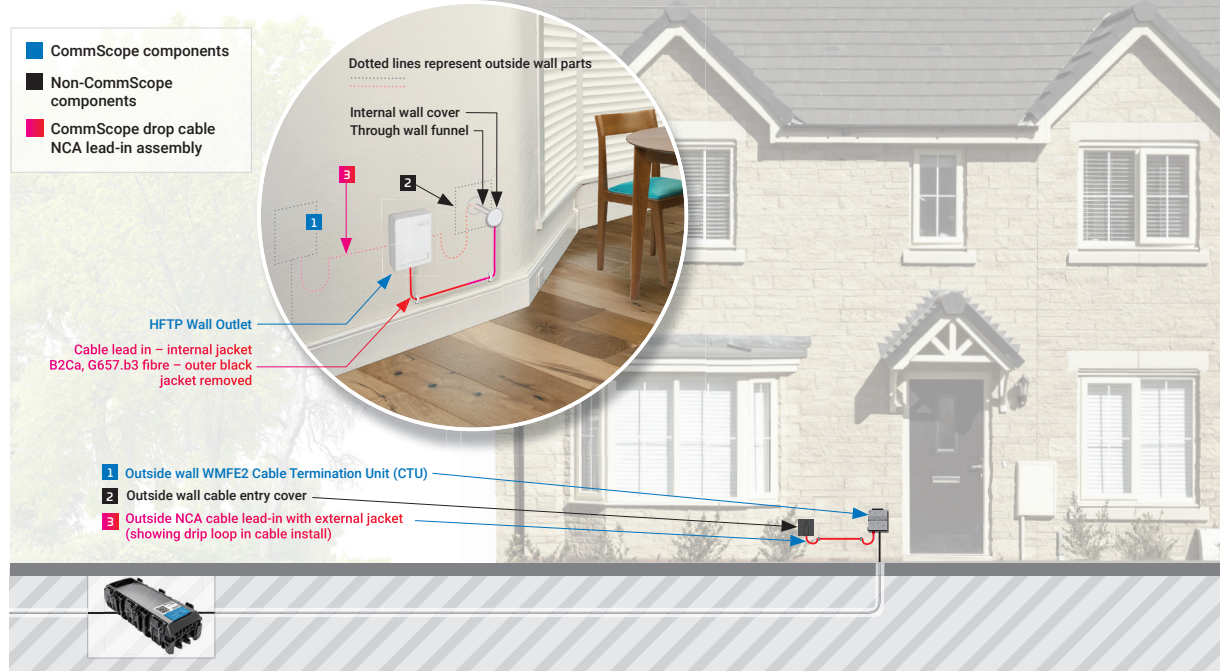 CommScope components
Non-CommScope
components
CommScope drop cable
NCA lead-in assembly
Dotted lines represent outside wall parts
Internal wall cover
Through wall funnel
3
2
1
HFTP Wall Outlet
Cable lead in – internal jacket
B2Ca, G657.b3 fibre – outer black
jacket removed
1 Outside wall WMFE2 Cable Termination Unit (CTU)
2 Outside wall cable entry cover
3 Outside NCA cable lead-in with external jacket
(showing drip loop in cable install)